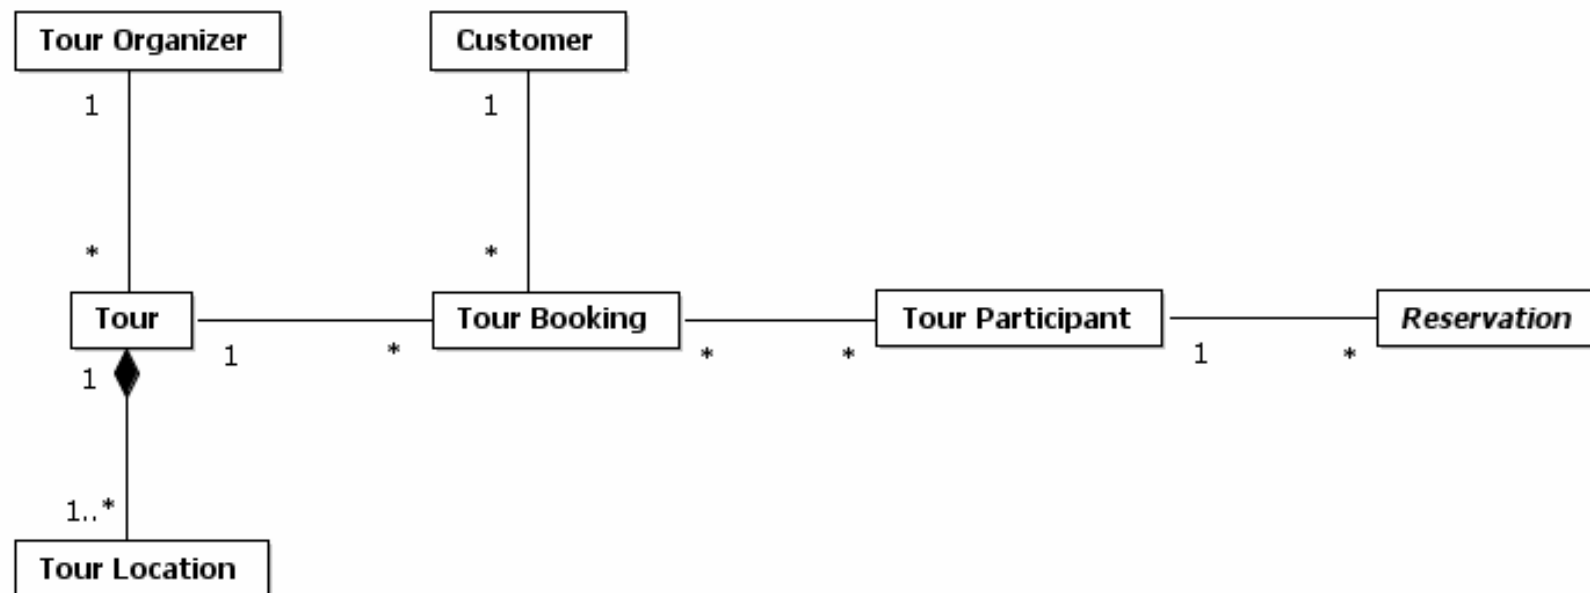 Tour Organizer
Customer
1
1
*
*
Tour
Tour Booking
Tour Participant
Reservation
1
*
*
*
1
*
1
1..*
Tour Location